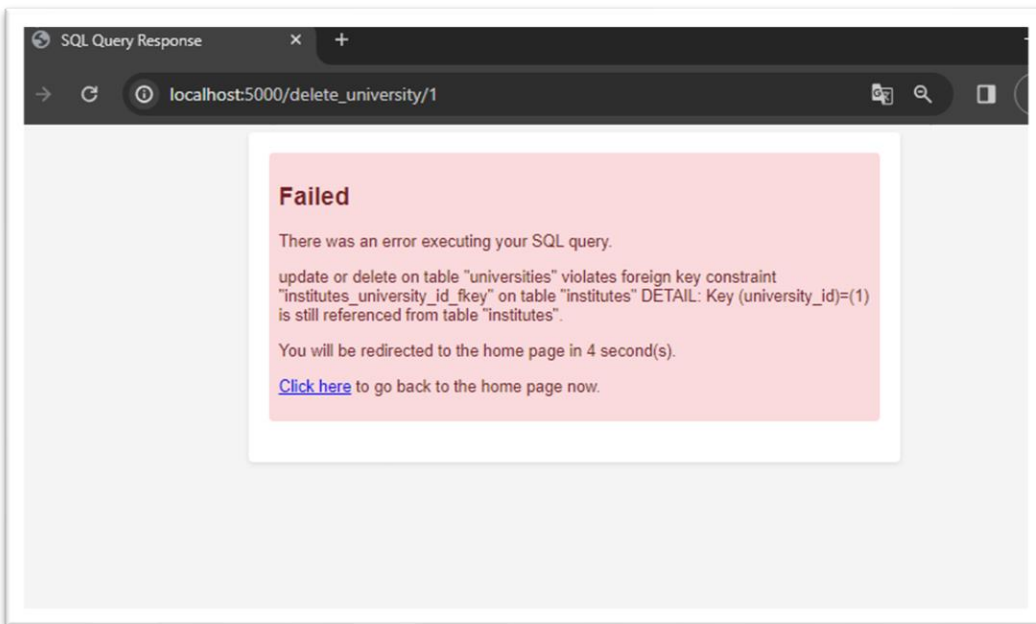 SQL Query Response
localhost:5000/delete_university/1
Failed
There was an error executing your SQL query.
update or delete on table "universities" violates foreign key constraint
"institutes_university_id_fkey" on table "institutes" DETAIL: Key (university_id)=(1)
is still referenced from table "institutes".
You will be redirected to the home page in 4 second(s).
Click here to go back to the home page now.